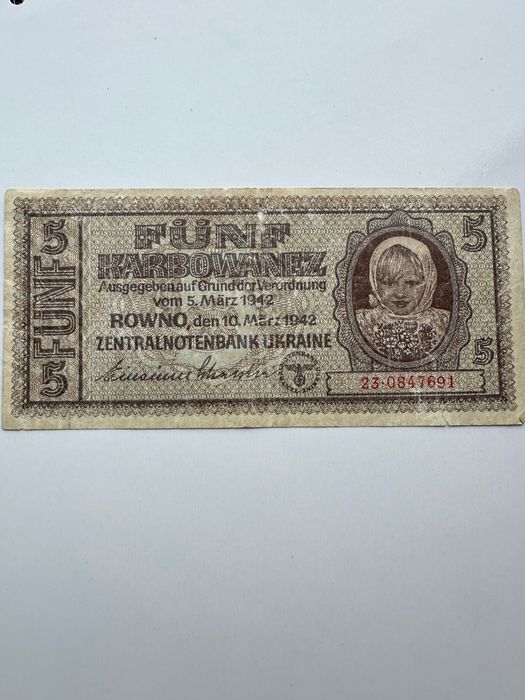 5
FÜNF
5
FÜNF
KARBOWANEZ
Ausgegeben auf Grund der Verordnung
vom 5. März 1942
ROWNO, den 10. März 1942
ZENTRALNOTENBANK UKRAINE
5
5
23·0847691